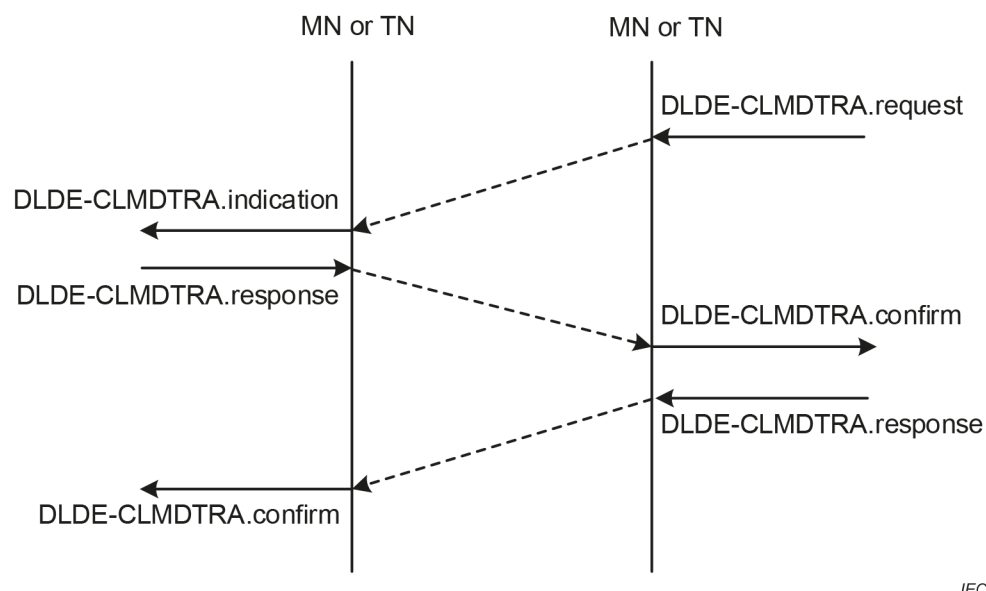 MN or TN
MN or TN
DLDE-CLMDTRA.request
DLDE-CLMDTRA.indication
DLDE-CLMDTRA.response
DLDE-CLMDTRA.confirm
DLDE-CLMDTRA.response
DLDE-CLMDTRA.confirm
IEC